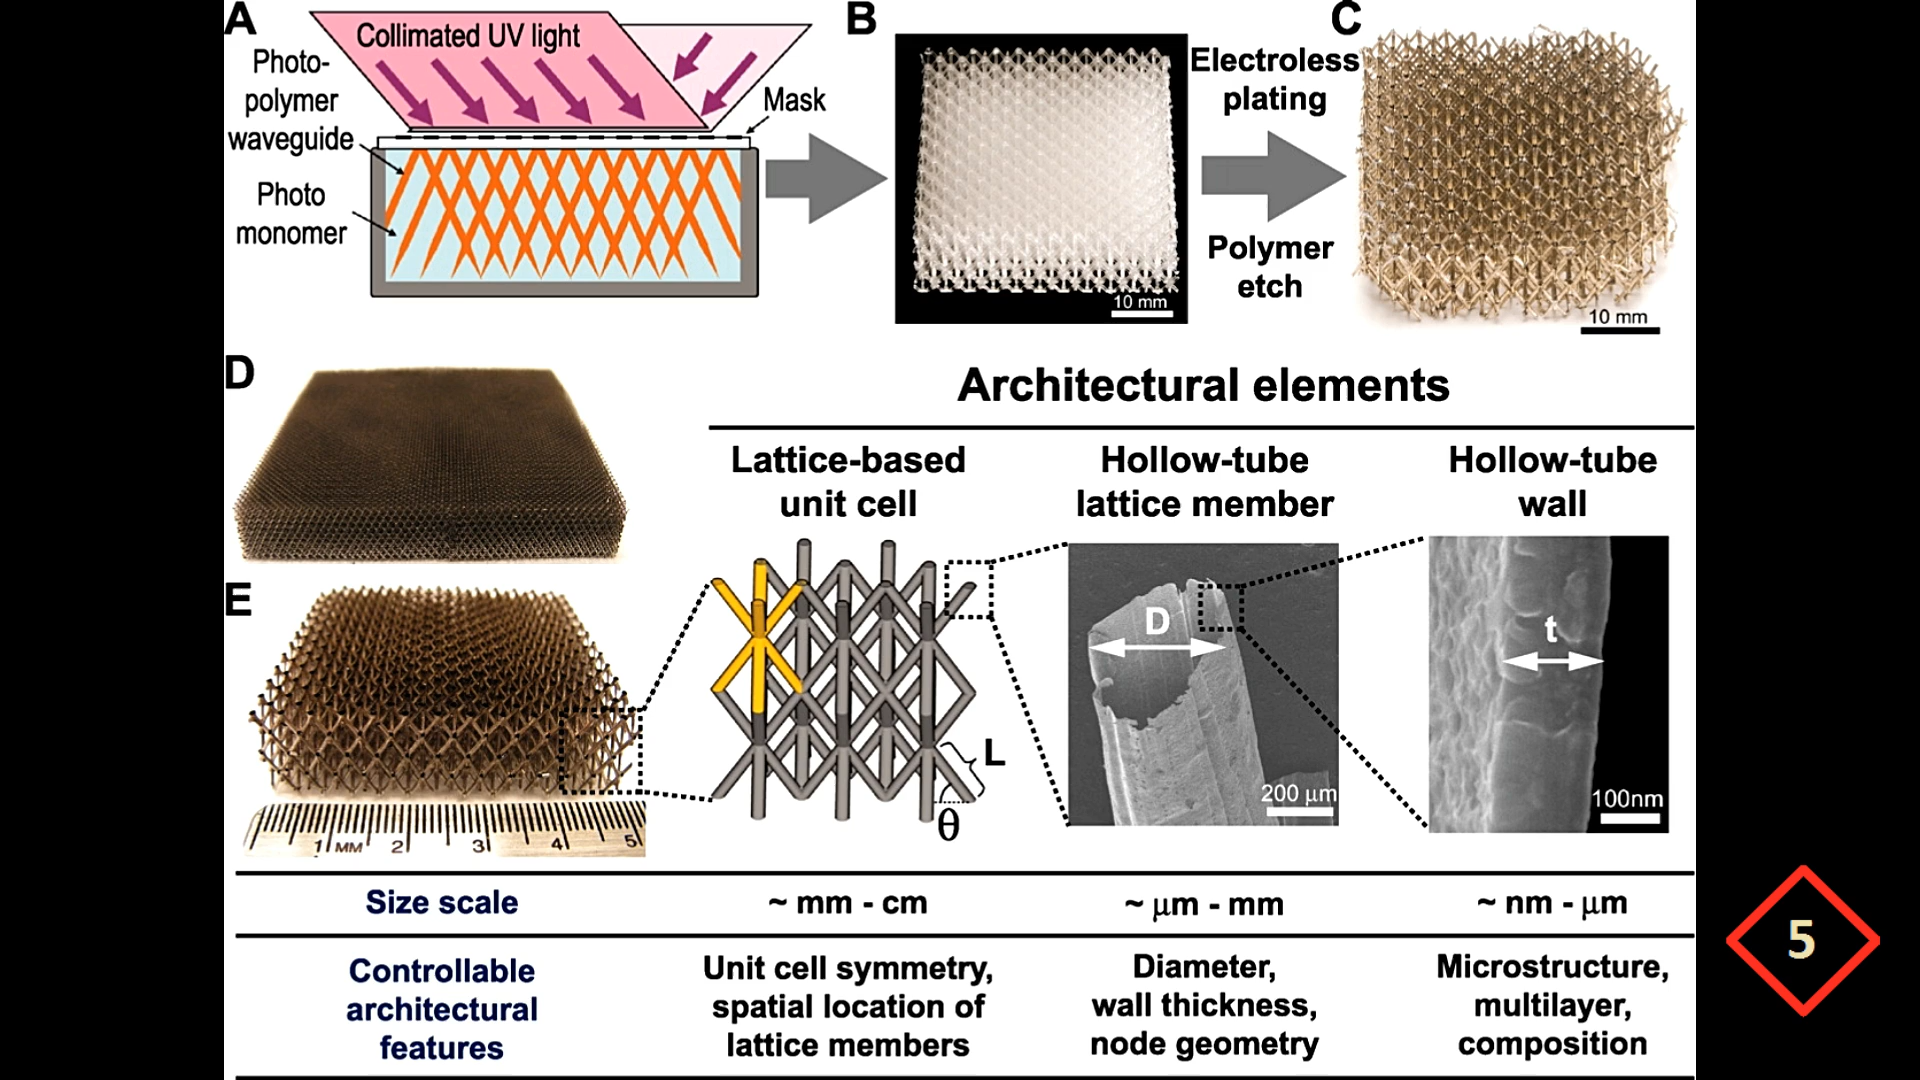 A
Collimated UV light
Photo-
polymer
waveguide
Mask
Photo
monomer
B
10 mm
Electroless
plating
Polymer
etch
C
10 mm
D
E
1 MM 2 3 4 5
Architectural elements
Lattice-based
unit cell
Hollow-tube
lattice member
Hollow-tube
wall
L
θ
D
200 μm
t
100nm
Size scale
~ mm - cm
~ μm - mm
~ nm - μm
Controllable
architectural
features
Unit cell symmetry,
spatial location of
lattice members
Diameter,
wall thickness,
node geometry
Microstructure,
multilayer,
composition
5